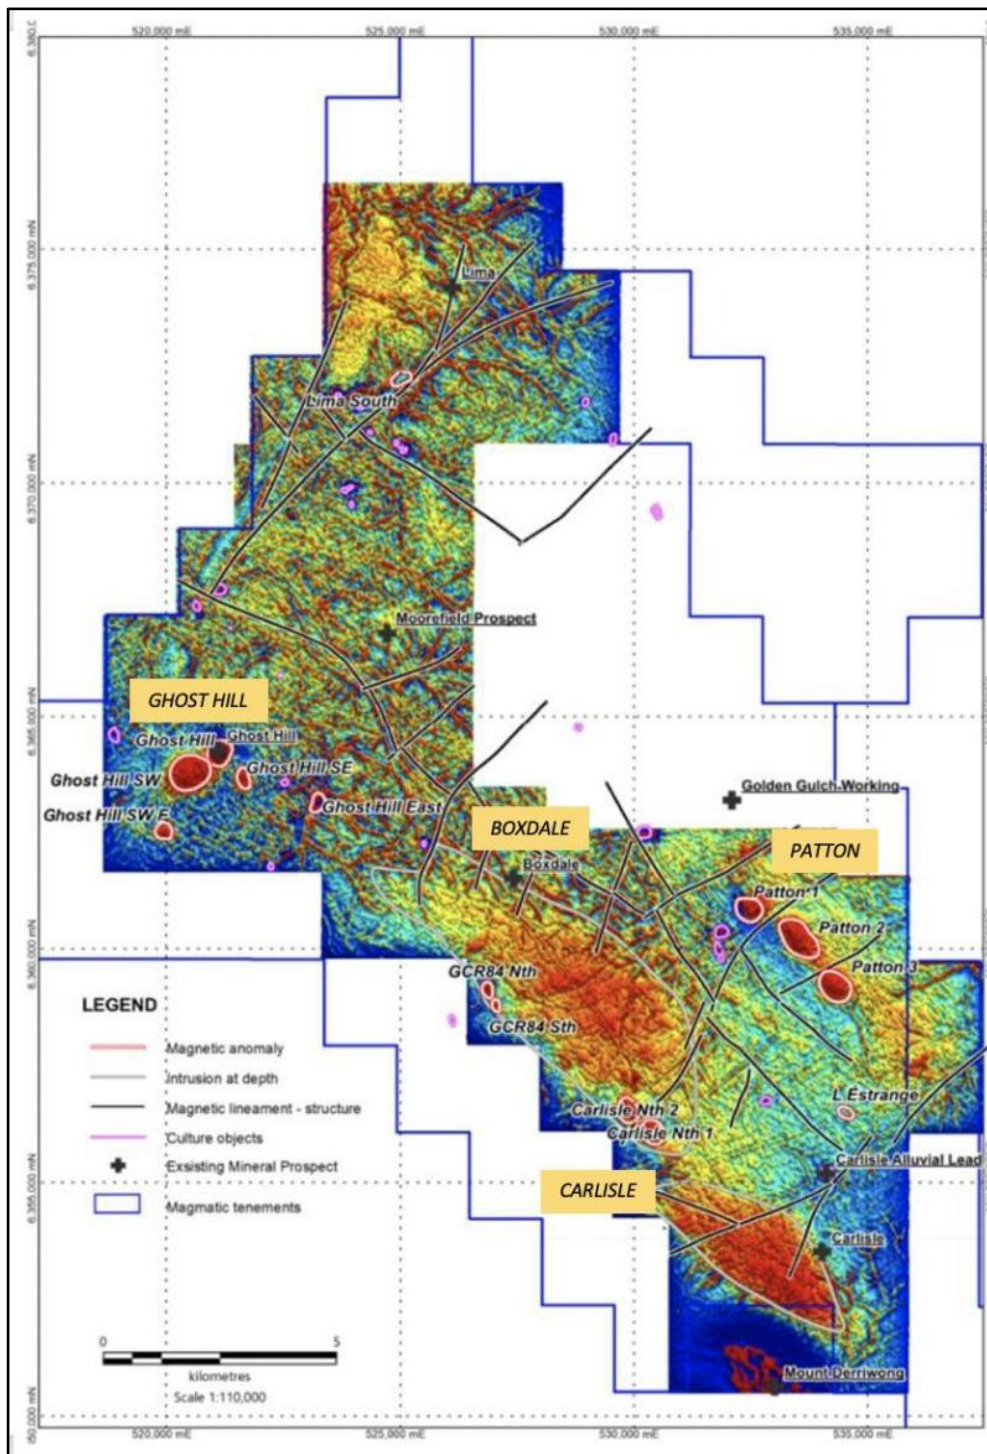 520,000 mE
525,000 mE
530,000 mE
535,000 mE
6,375,000 mN
Lima
Lima South
6,370,000 mN
Moorefield Prospect
GHOST HILL
6,365,000 mN
Ghost Hill
Ghost Hill
Ghost Hill SW
Ghost Hill SE
Ghost Hill East
Golden Gulch Working
BOXDALE
PATTON
Boxdale
Patton 1
Patton 2
6,360,000 mN
GCR84 Nth
Patton 3
LEGEND
GCR84 Sth
Magnetic anomaly
Intrusion at depth
Magnetic lineament - structure
Culture objects
Exsisting Mineral Prospect
Magmatic tenements
L Estrange
Carlisle Nth 2
Carlisle Nth 1
Carlisle Alluvial Lead
6,355,000 mN
CARLISLE
Carlisle
0
5
kilometres
Scale 1:110,000
Mount Derriwong
520,000 mE
525,000 mE
530,000 mE
535,000 mE